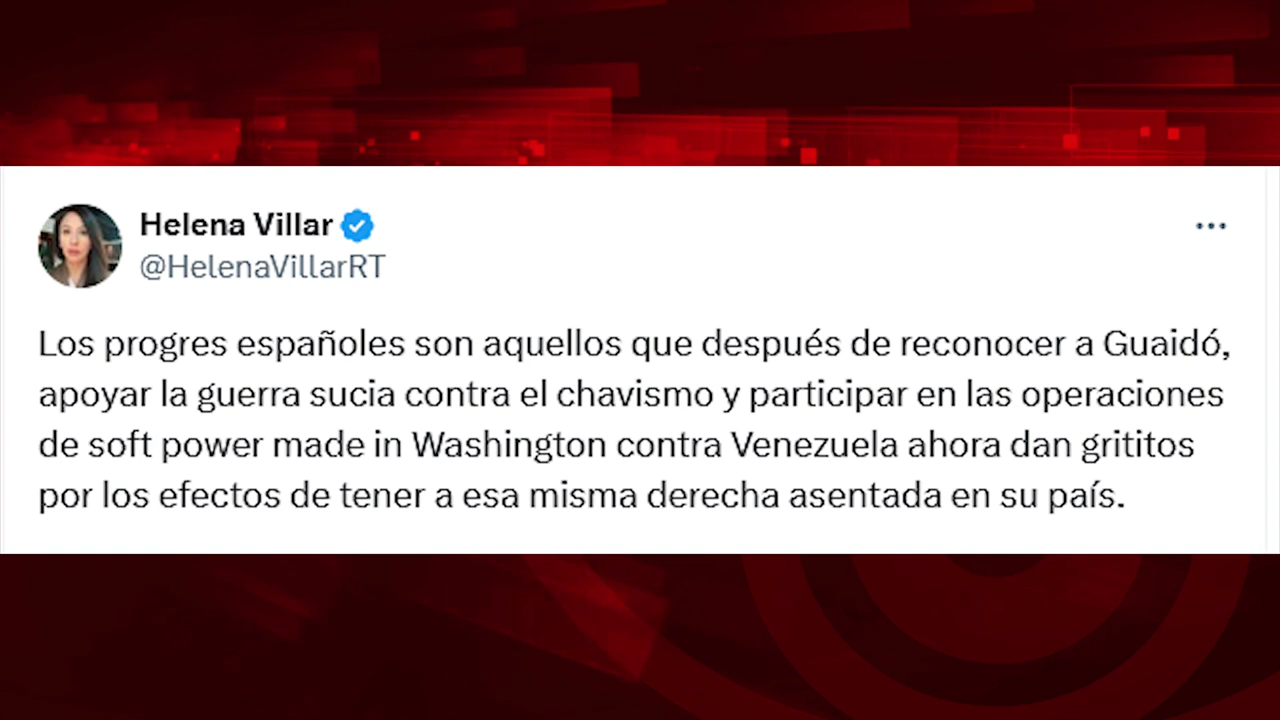 Helena Villar
@HelenaVillarRT
Los progres españoles son aquellos que después de reconocer a Guaidó,
apoyar la guerra sucia contra el chavismo y participar en las operaciones
de soft power made in Washington contra Venezuela ahora dan grititos
por los efectos de tener a esa misma derecha asentada en su país.